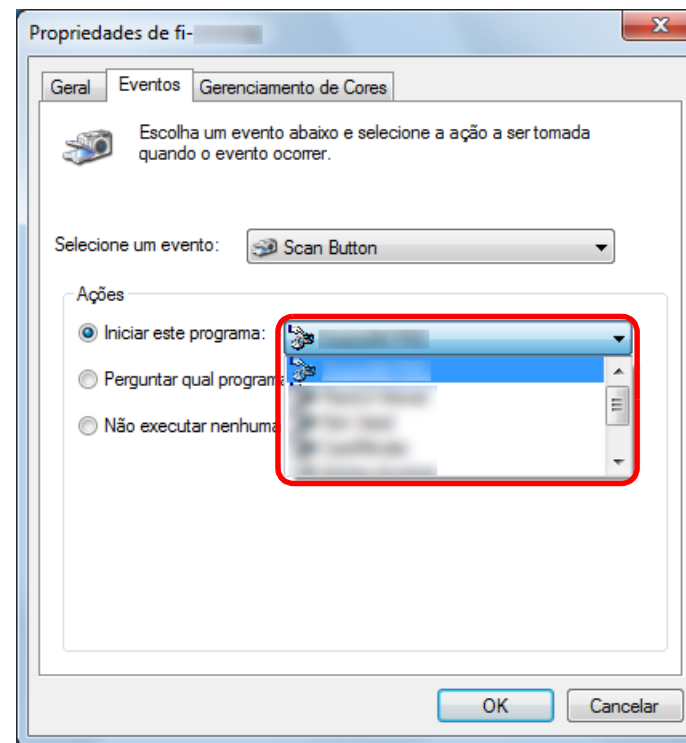 Propriedades de fi-
Geral Eventos Gerenciamento de Cores
Escolha um evento abaixo e selecione a ação a ser tomada
quando o evento ocorrer.
Selecione um evento: Scan Button
Ações
Iniciar este programa:
Perguntar qual programa
Não executar nenhuma
OK Cancelar